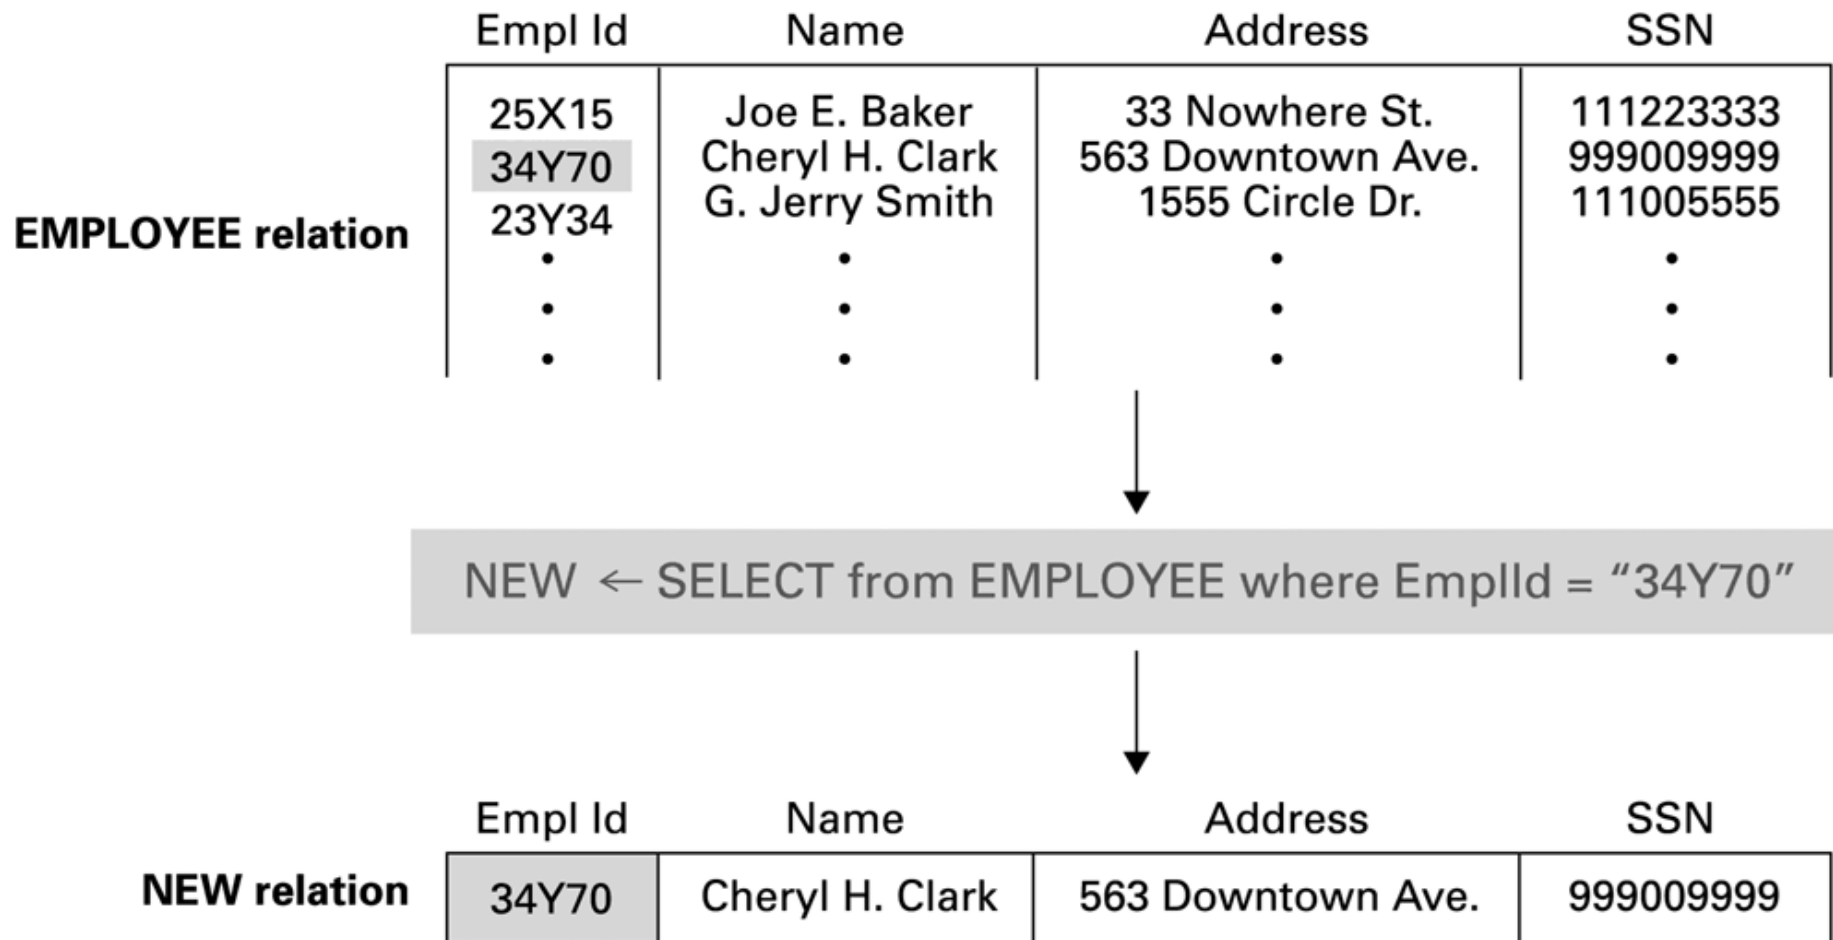 Empl Id Name Address SSN
25X15 Joe E. Baker 33 Nowhere St. 111223333
34Y70 Cheryl H. Clark 563 Downtown Ave. 999009999
23Y34 G. Jerry Smith 1555 Circle Dr. 111005555
EMPLOYEE relation
NEW ← SELECT from EMPLOYEE where EmplId = “34Y70”
Empl Id Name Address SSN
NEW relation 34Y70 Cheryl H. Clark 563 Downtown Ave. 999009999